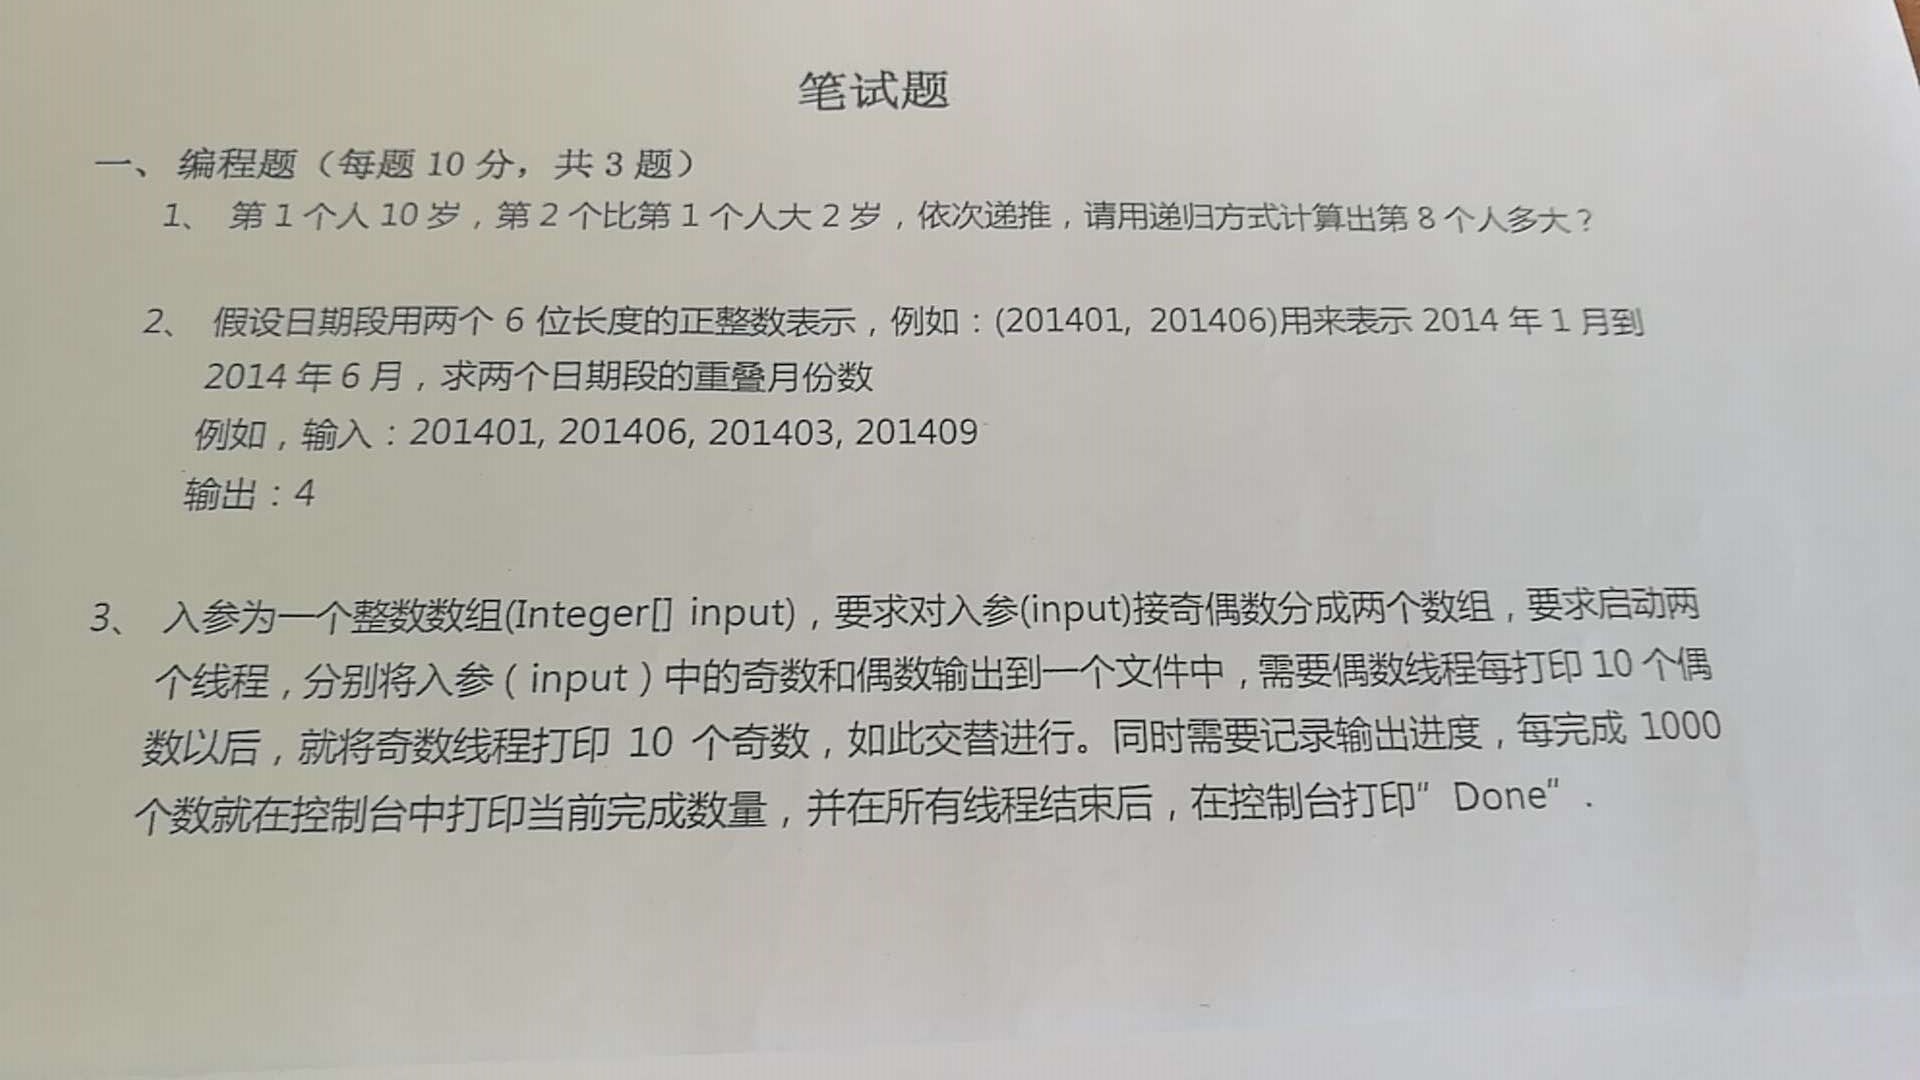 笔试题
一、编程题（每题 10 分，共 3 题）
1、 第 1 个人 10 岁，第 2 个比第 1 个人大 2 岁，依次递推，请用递归方式计算出第 8 个人多大？
2、 假设日期段用两个 6 位长度的正整数表示，例如：(201401, 201406)用来表示 2014 年 1 月到
2014 年 6 月，求两个日期段的重叠月份数
例如，输入：201401, 201406, 201403, 201409
输出：4
3、 入参为一个整数数组(Integer[] input)，要求对入参(input)接奇偶数分成两个数组，要求启动两
个线程，分别将入参（input）中的奇数和偶数输出到一个文件中，需要偶数线程每打印 10 个偶
数以后，就将奇数线程打印 10 个奇数，如此交替进行。同时需要记录输出进度，每完成 1000
个数就在控制台中打印当前完成数量，并在所有线程结束后，在控制台打印” Done” .